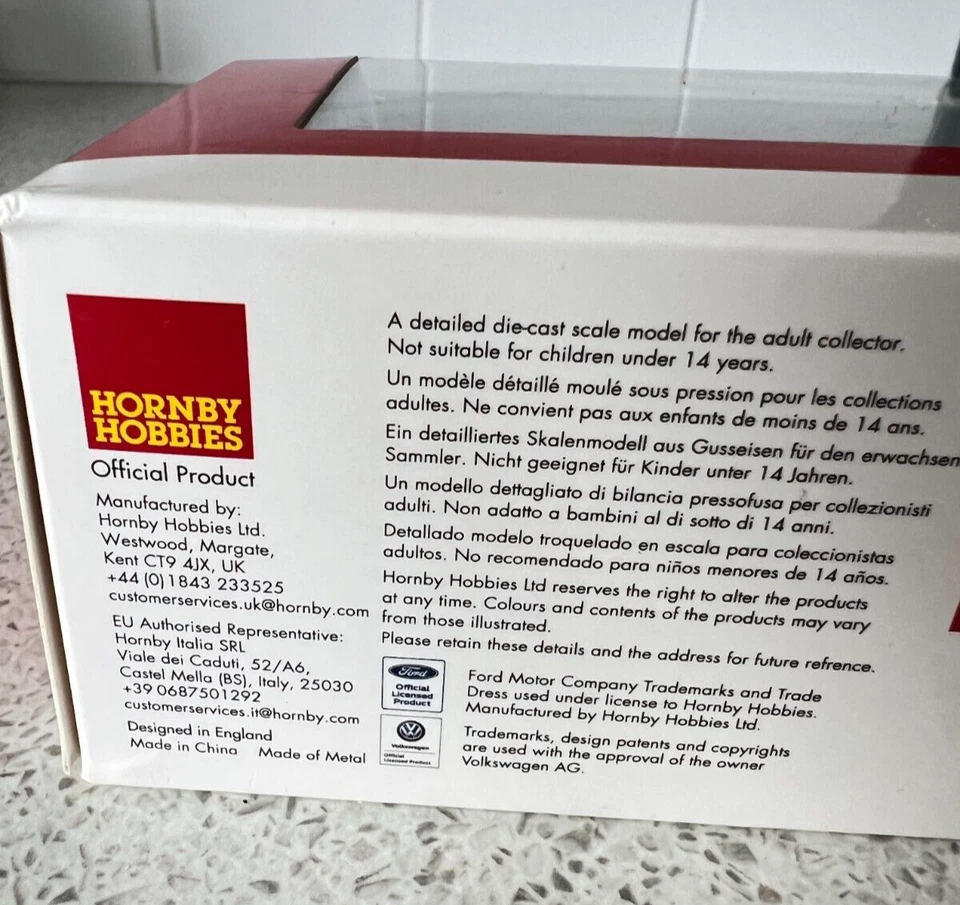 HORNBY
HOBBIES
Official Product
Manufactured by:
Hornby Hobbies Ltd.
Westwood, Margate,
Kent CT9 4JX, UK
+44 (0)1843 233525
customerservices.uk@hornby.com
EU Authorised Representative:
Hornby Italia SRL
Viale dei Caduti, 52/A6,
Castel Mella (BS), Italy, 25030
+39 0687501292
customerservices.it@hornby.com
Designed in England
Made in China Made of Metal
A detailed die-cast scale model for the adult collector.
Not suitable for children under 14 years.
Un modèle détaillé moulé sous pression pour les collections
adultes. Ne convient pas aux enfants de moins de 14 ans.
Ein detailliertes Skalenmodell aus Gusseisen für den erwachsen
Sammler. Nicht geeignet für Kinder unter 14 Jahren.
Un modello dettagliato di bilancia pressofusa per collezionisti
adulti. Non adatto a bambini al di sotto di 14 anni.
Detallado modelo troquelado en escala para coleccionistas
adultos. No recomendado para niños menores de 14 años.
Hornby Hobbies Ltd reserves the right to alter the products
at any time. Colours and contents of the products may vary
from those illustrated.
Please retain these details and the address for future refrence.
Ford
Official
Licensed
Product
Ford Motor Company Trademarks and Trade
Dress used under license to Hornby Hobbies.
Manufactured by Hornby Hobbies Ltd.
Volkswagen
Official
Licensed Product
Trademarks, design patents and copyrights
are used with the approval of the owner
Volkswagen AG.